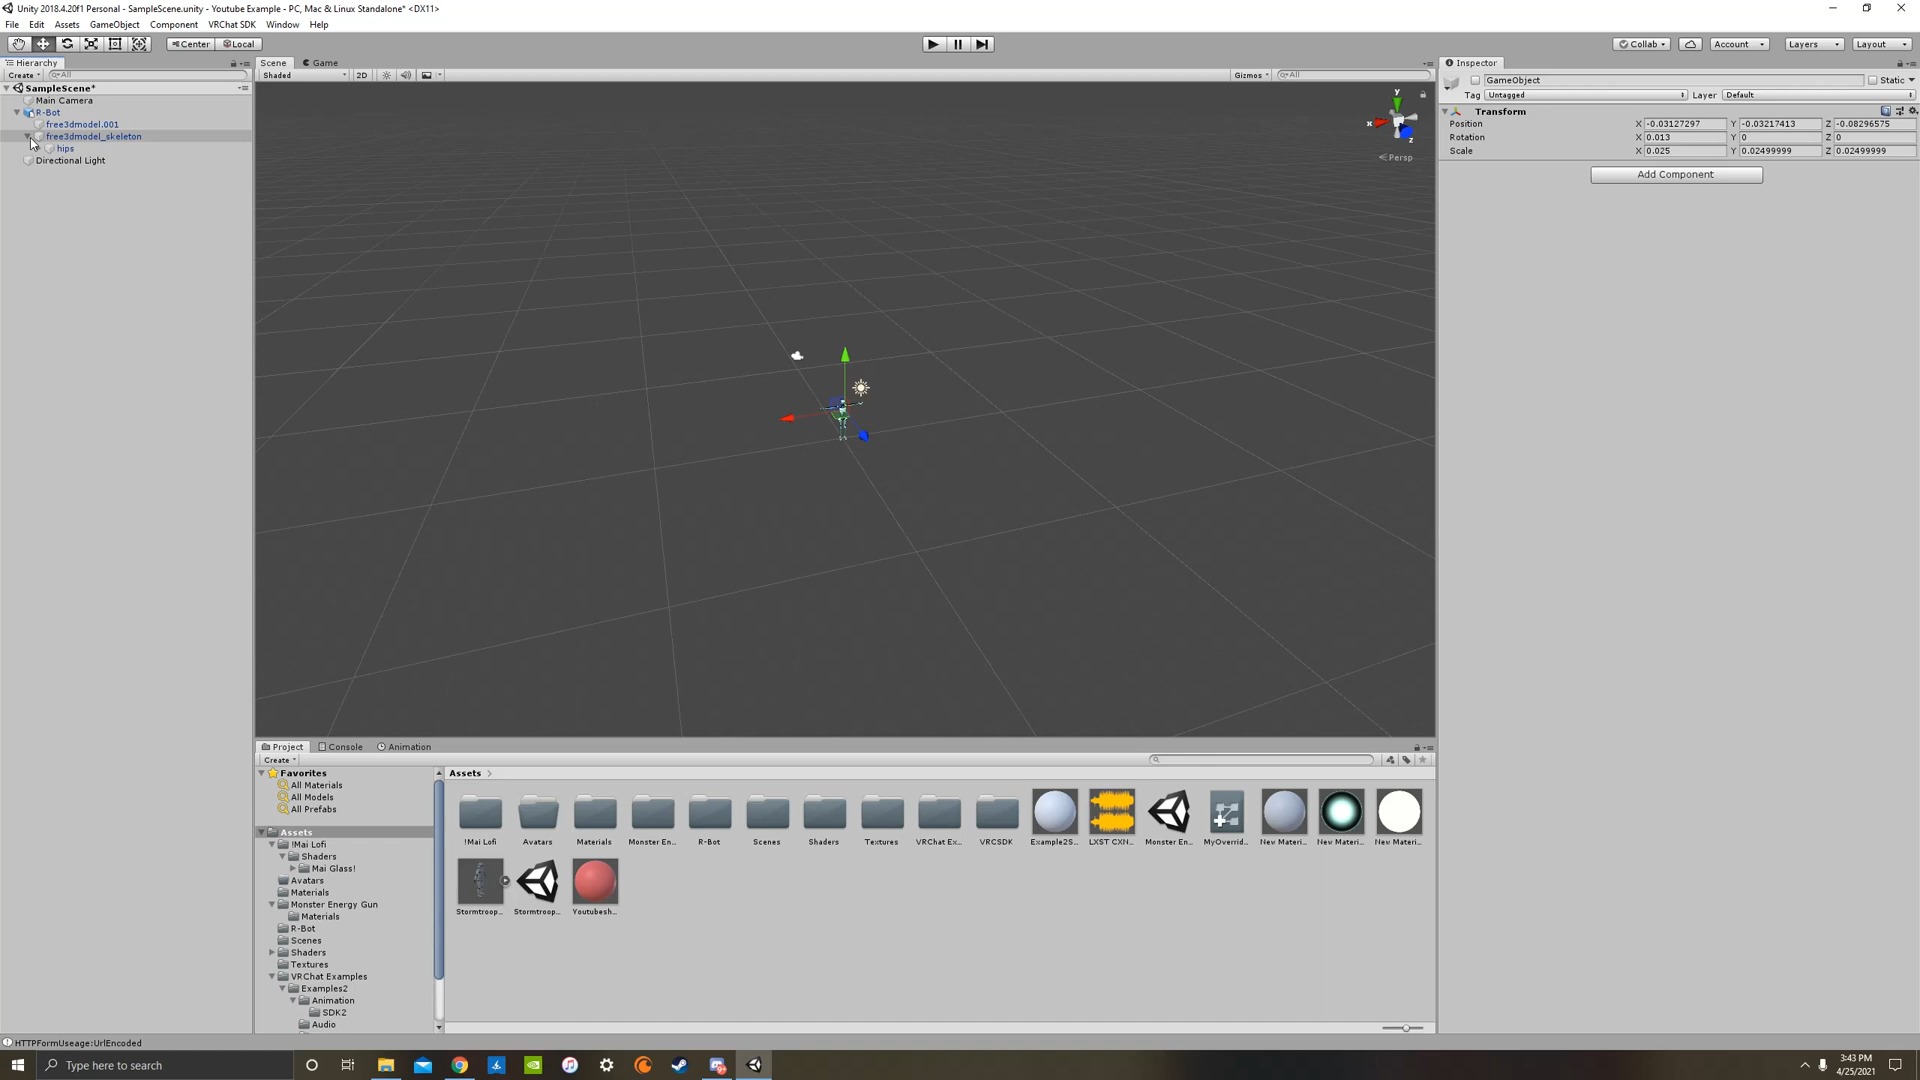 Unity 2018.4.20f1 Personal - SampleScene.unity - Youtube Example - PC, Mac & Linux Standalone* <DX11>
File Edit Assets GameObject Component VRChat SDK Window Help
Center Local Collab Account Layers Layout
Hierarchy Scene Game Inspector
Create All Shaded 2D Gizmos All
SampleScene*
Main Camera
R-Bot
free3dmodel.001
free3dmodel_skeleton
hips
Directional Light
y
x
z
Persp
GameObject Static
Tag Untagged Layer Default
Transform
Position X -0.03127297 Y -0.03217413 Z -0.08296575
Rotation X 0.013 Y 0 Z 0
Scale X 0.025 Y 0.02499999 Z 0.02499999
Add Component
Project Console Animation
Create
Favorites
All Materials
All Models
All Prefabs
Assets
!Mai Lofi
Shaders
Mai Glass!
Avatars
Materials
Monster Energy Gun
Materials
R-Bot
Scenes
Shaders
Textures
VRChat Examples
Examples2
Animation
SDK2
Audio
Assets
!Mai Lofi Avatars Materials Monster En... R-Bot Scenes Shaders Textures VRChat Ex... VRCSDK Example2S... LXST CXN... Monster En... MyOverrid... New Materi... New Materi... New Materi...
Stormtroop... Stormtroop... Youtubesh...
HTTPFormUseage:UrlEncoded
Type here to search
3:43 PM
4/25/2021